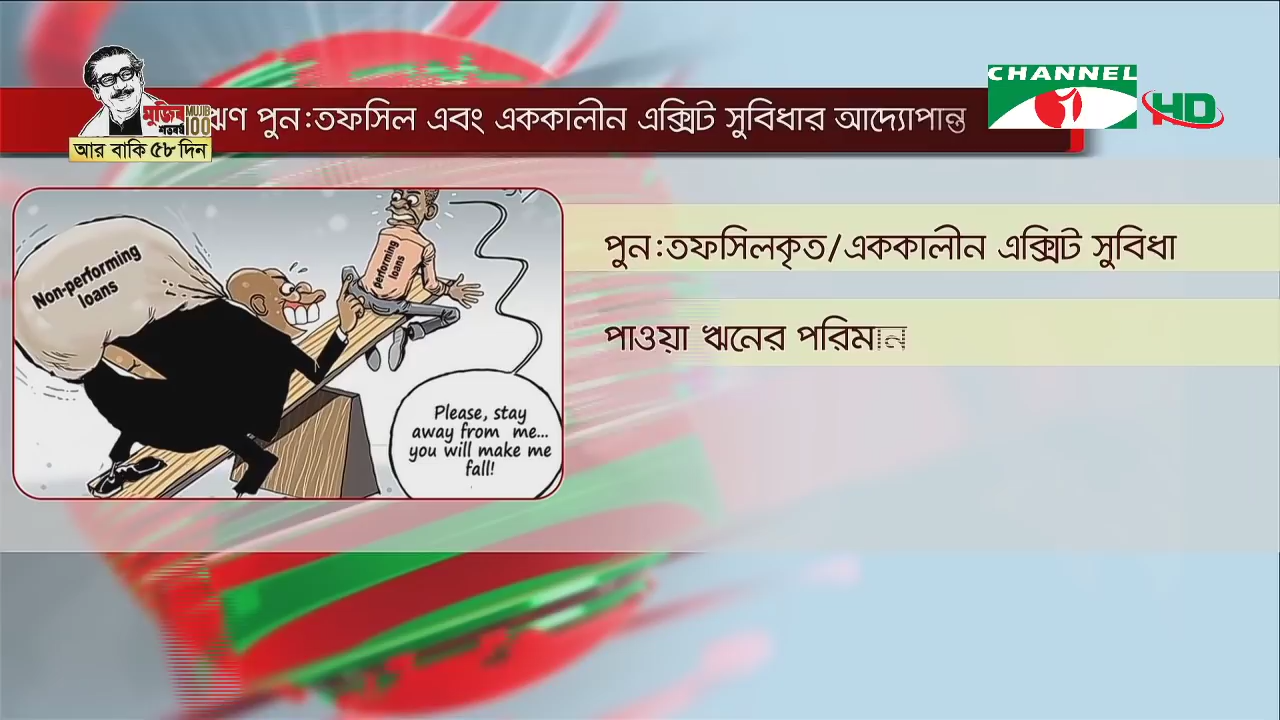 ঋণ পুন:তফসিল এবং এককালীন এক্সিট সুবিধার আদ্যোপান্ত
CHANNEL
i HD
মুজিব
শতবর্ষ
MUJIB
100
আর বাকি ৫৮ দিন
পুন:তফসিলকৃত/এককালীন এক্সিট সুবিধা
পাওয়া ঋনের পরিমান
Non-performing
loans
performing
loans
Please, stay
away from me...
you will make me
fall!